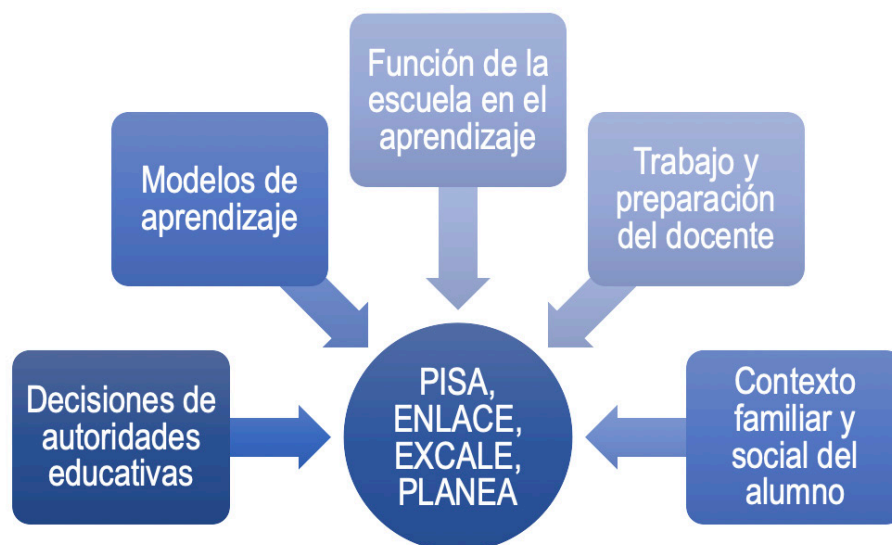 Función de la
escuela en el
aprendizaje
Modelos de
aprendizaje
Trabajo y
preparación
del docente
Decisiones de
autoridades
educativas
PISA,
ENLACE,
EXCALE,
PLANEA
Contexto
familiar y
social del
alumno